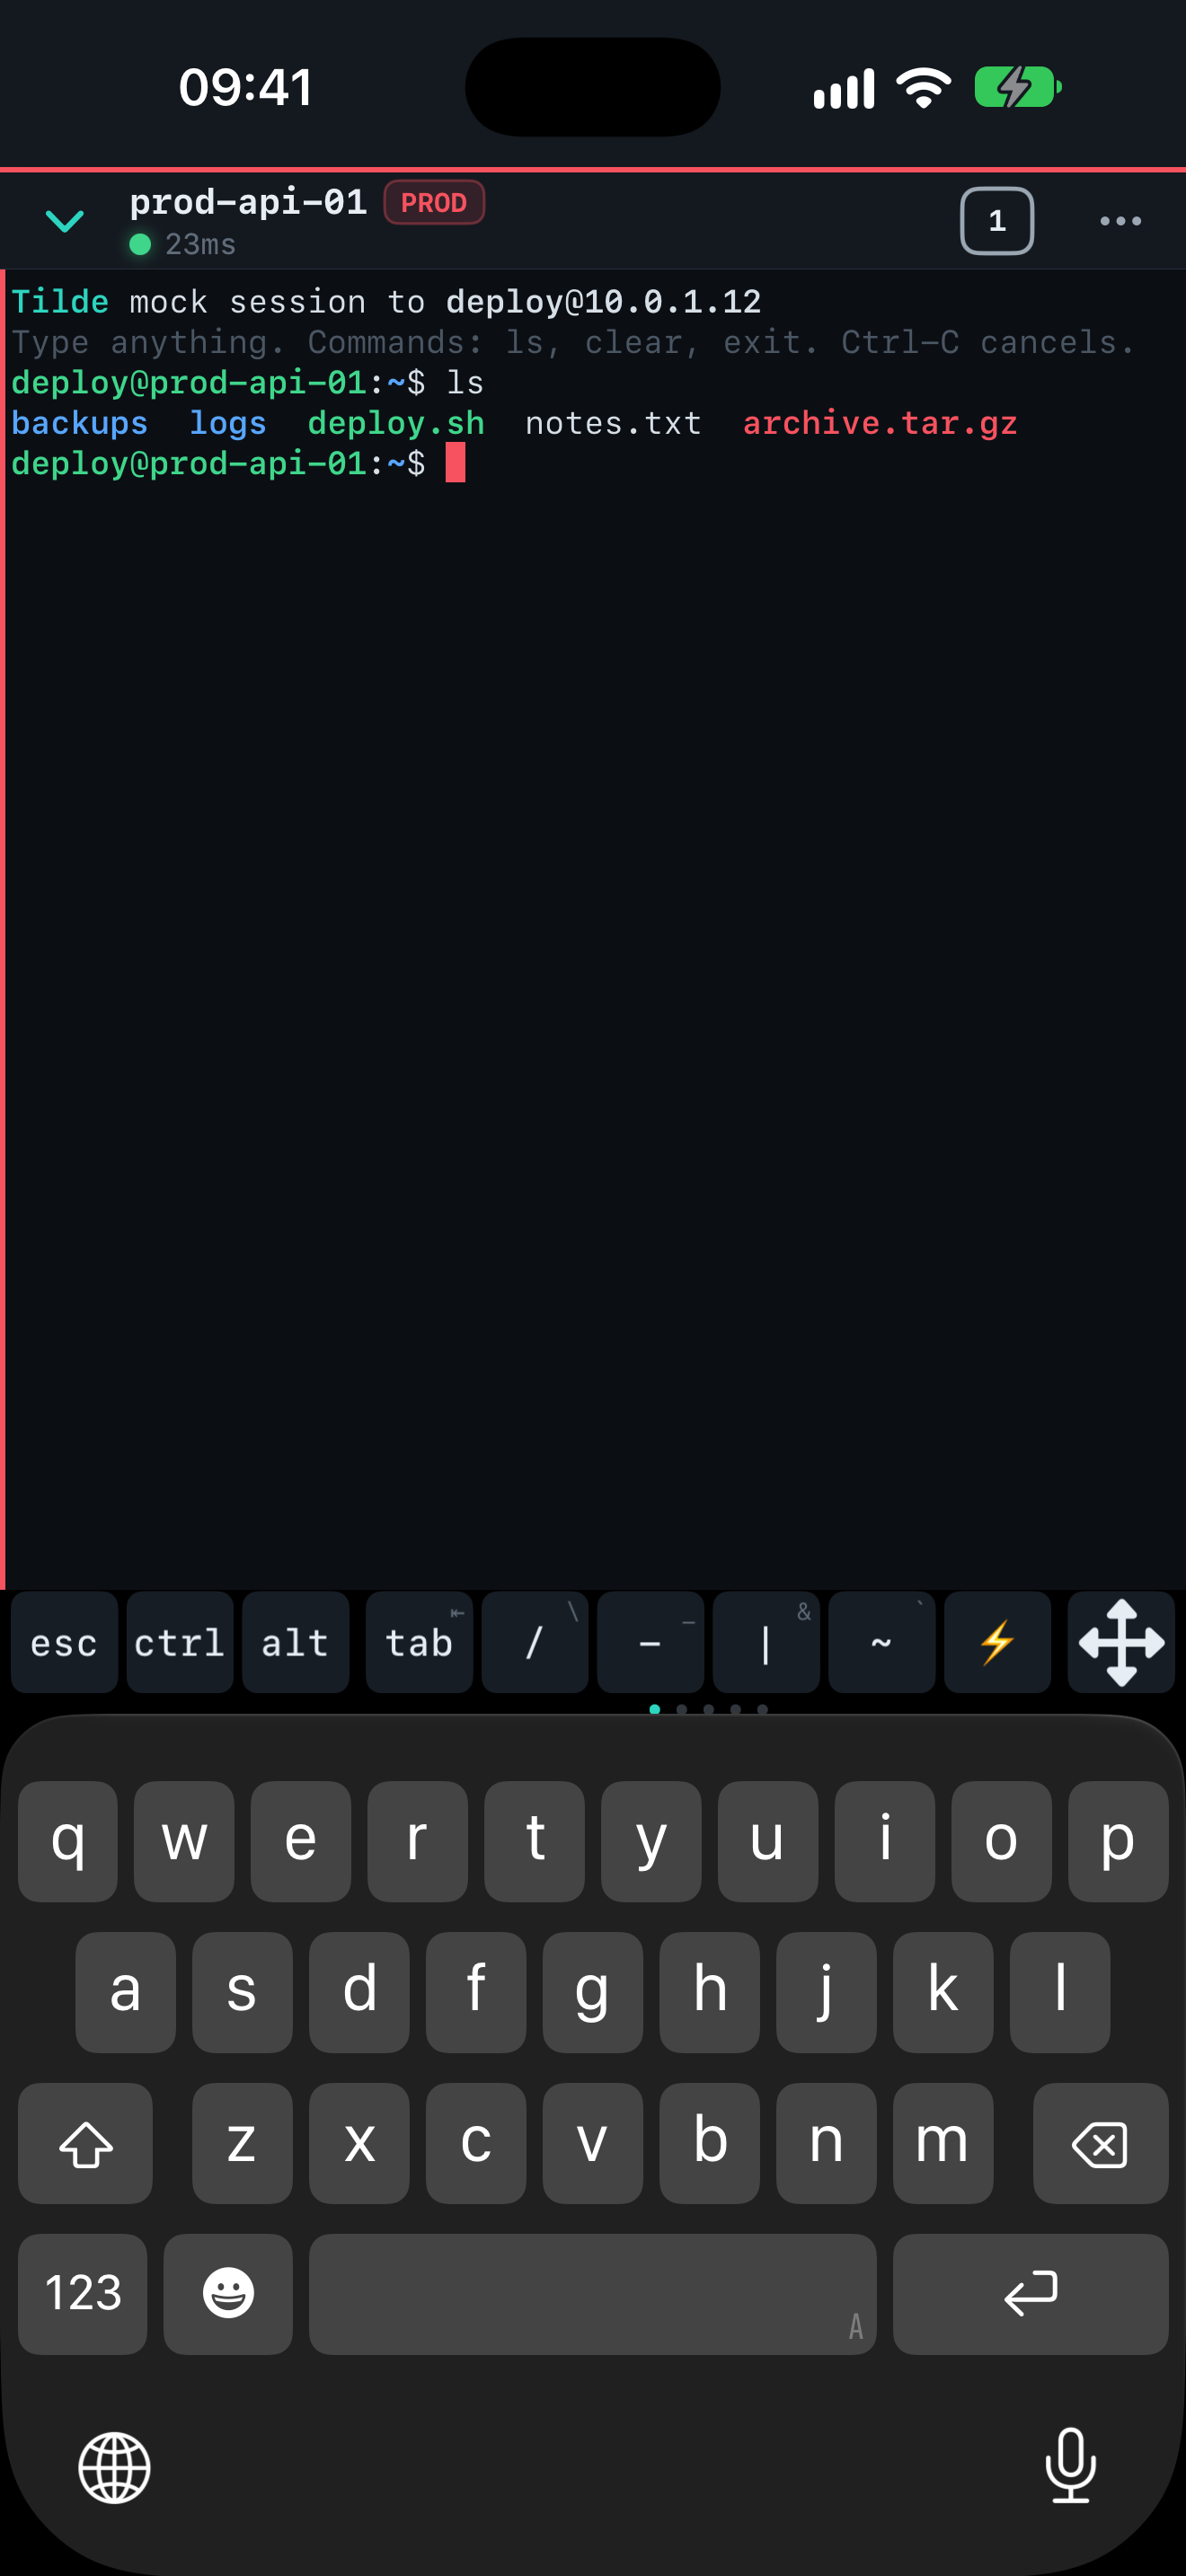 09:41
prod-api-01 PROD
23ms
1
Tilde mock session to deploy@10.0.1.12
Type anything. Commands: ls, clear, exit. Ctrl-C cancels.
deploy@prod-api-01:~$ ls
backups  logs  deploy.sh  notes.txt  archive.tar.gz
deploy@prod-api-01:~$
esc ctrl alt tab ⇤ / \ – _ | & ~ `
q w e r t y u i o p
a s d f g h j k l
z x c v b n m
123
A